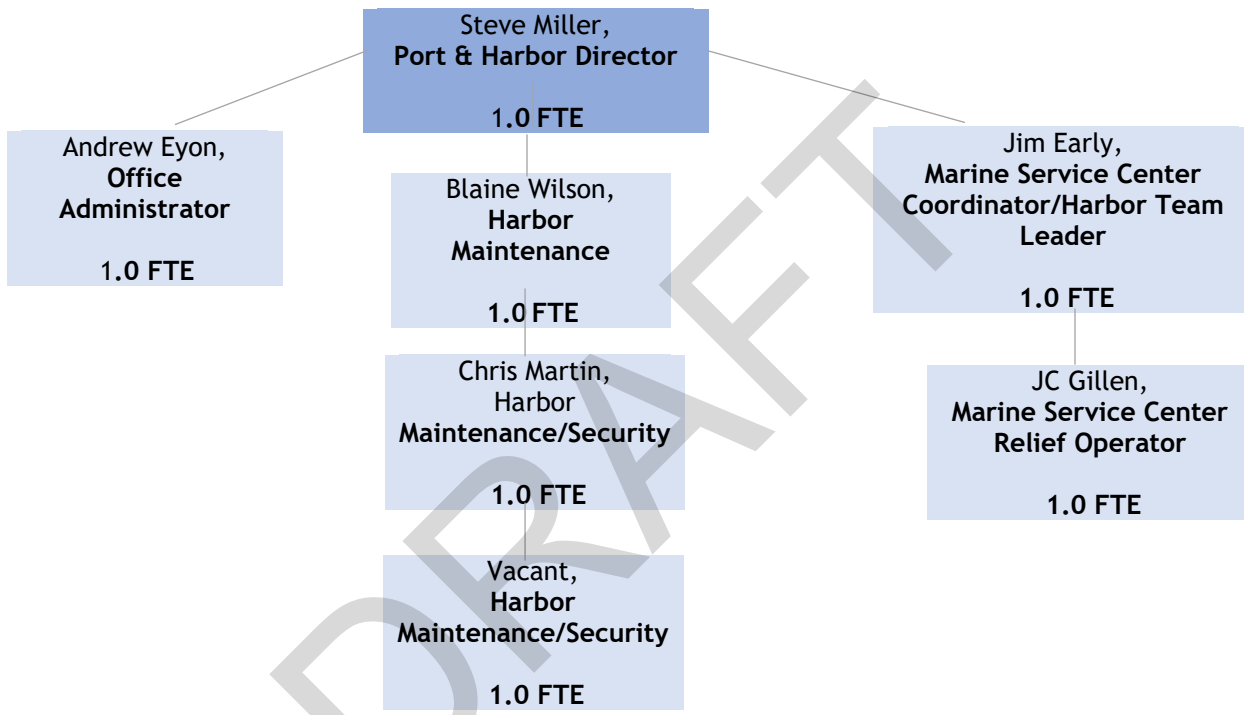 Steve Miller,
Port & Harbor Director
1.0 FTE
Andrew Eyon,
Office
Administrator
1.0 FTE
Blaine Wilson,
Harbor
Maintenance
1.0 FTE
Chris Martin,
Harbor
Maintenance/Security
1.0 FTE
Vacant,
Harbor
Maintenance/Security
1.0 FTE
Jim Early,
Marine Service Center
Coordinator/Harbor Team
Leader
1.0 FTE
JC Gillen,
Marine Service Center
Relief Operator
1.0 FTE
DRAFT